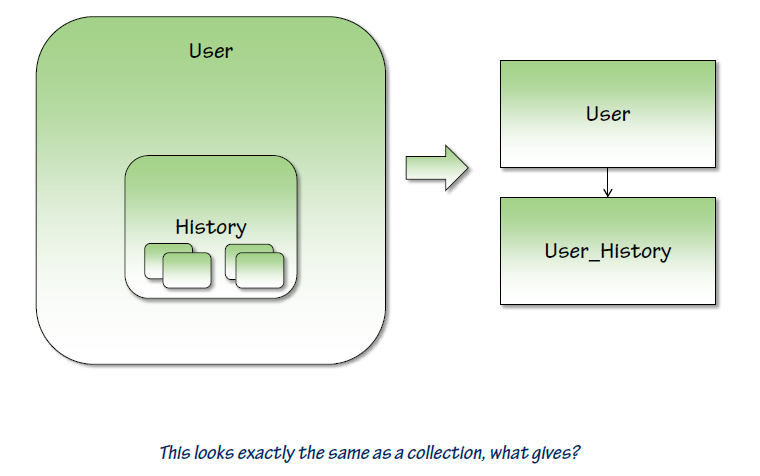 User
History
User
User_History
This looks exactly the same as a collection, what gives?